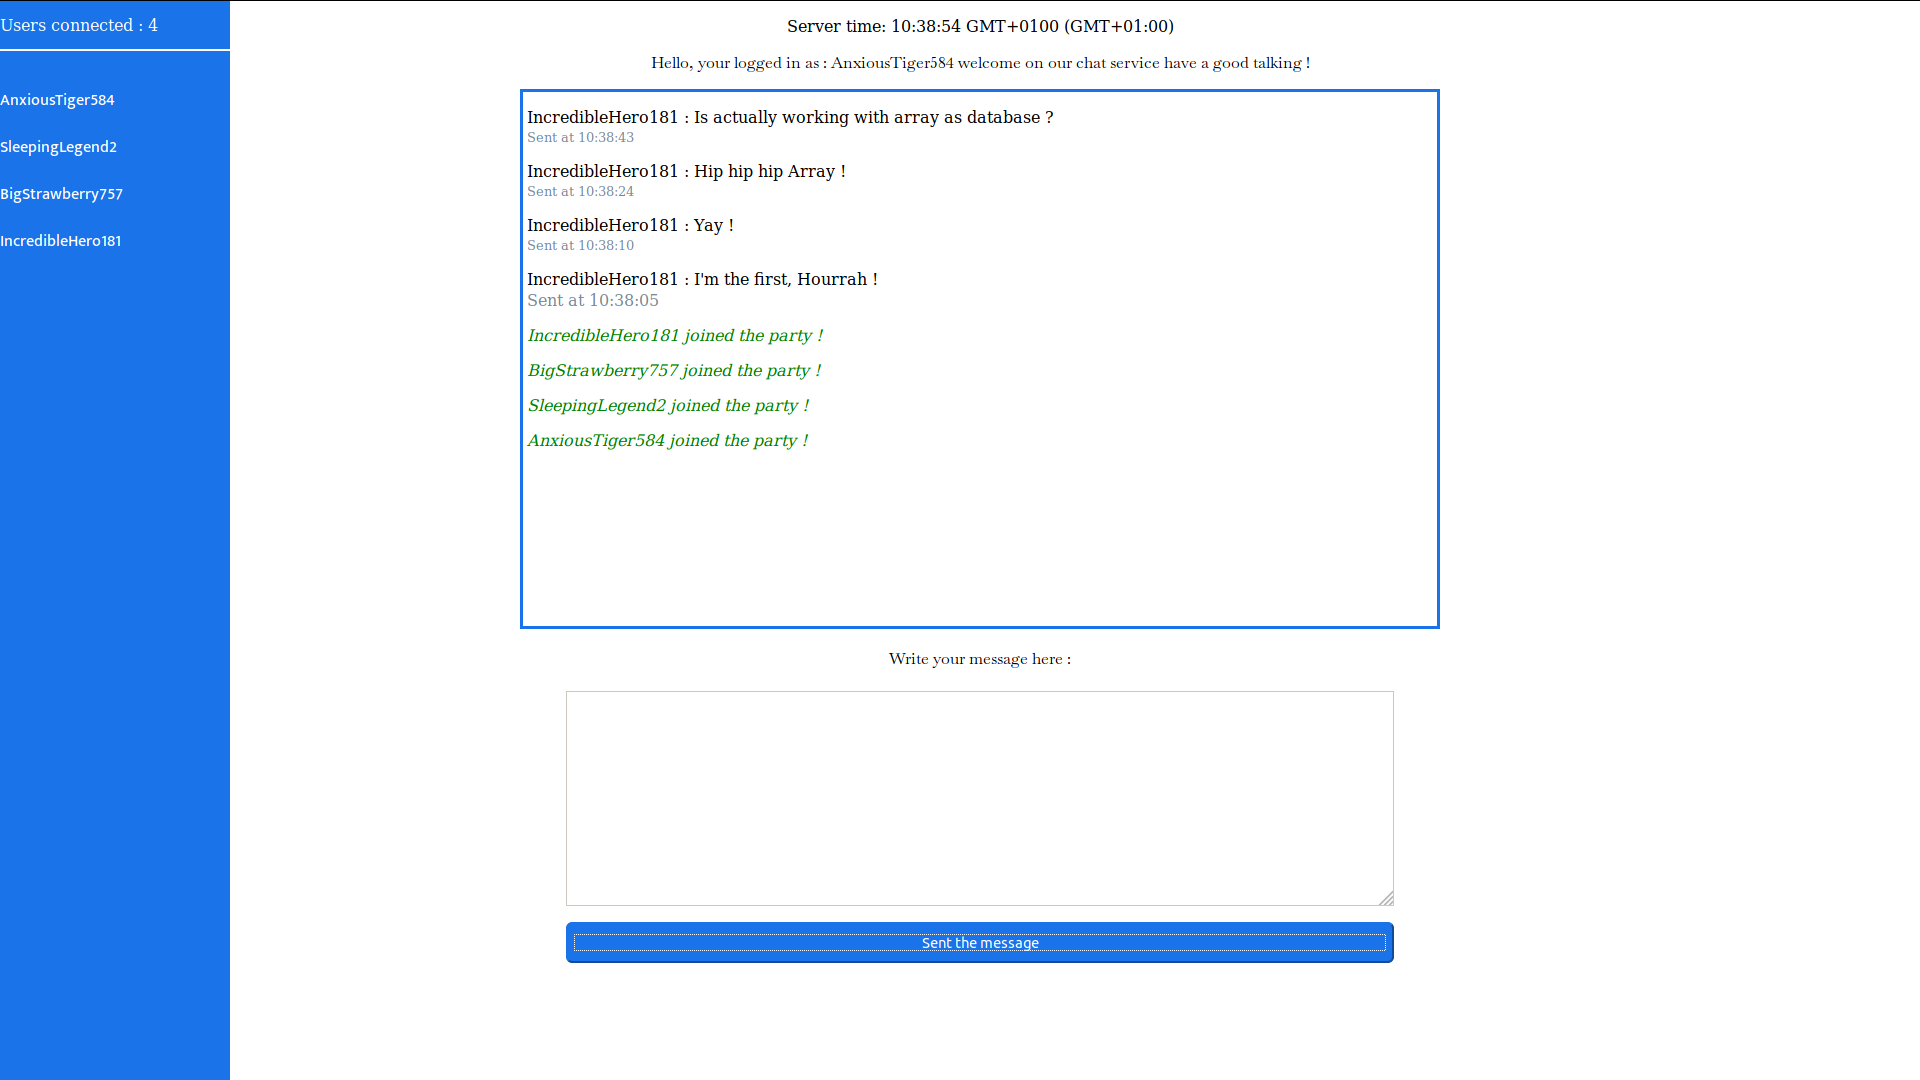 Users connected : 4
AnxiousTiger584
SleepingLegend2
BigStrawberry757
IncredibleHero181
Server time: 10:38:54 GMT+0100 (GMT+01:00)
Hello, your logged in as : AnxiousTiger584 welcome on our chat service have a good talking !
IncredibleHero181 : Is actually working with array as database ?
Sent at 10:38:43
IncredibleHero181 : Hip hip hip Array !
Sent at 10:38:24
IncredibleHero181 : Yay !
Sent at 10:38:10
IncredibleHero181 : I'm the first, Hourrah !
Sent at 10:38:05
IncredibleHero181 joined the party !
BigStrawberry757 joined the party !
SleepingLegend2 joined the party !
AnxiousTiger584 joined the party !
Write your message here :
Sent the message